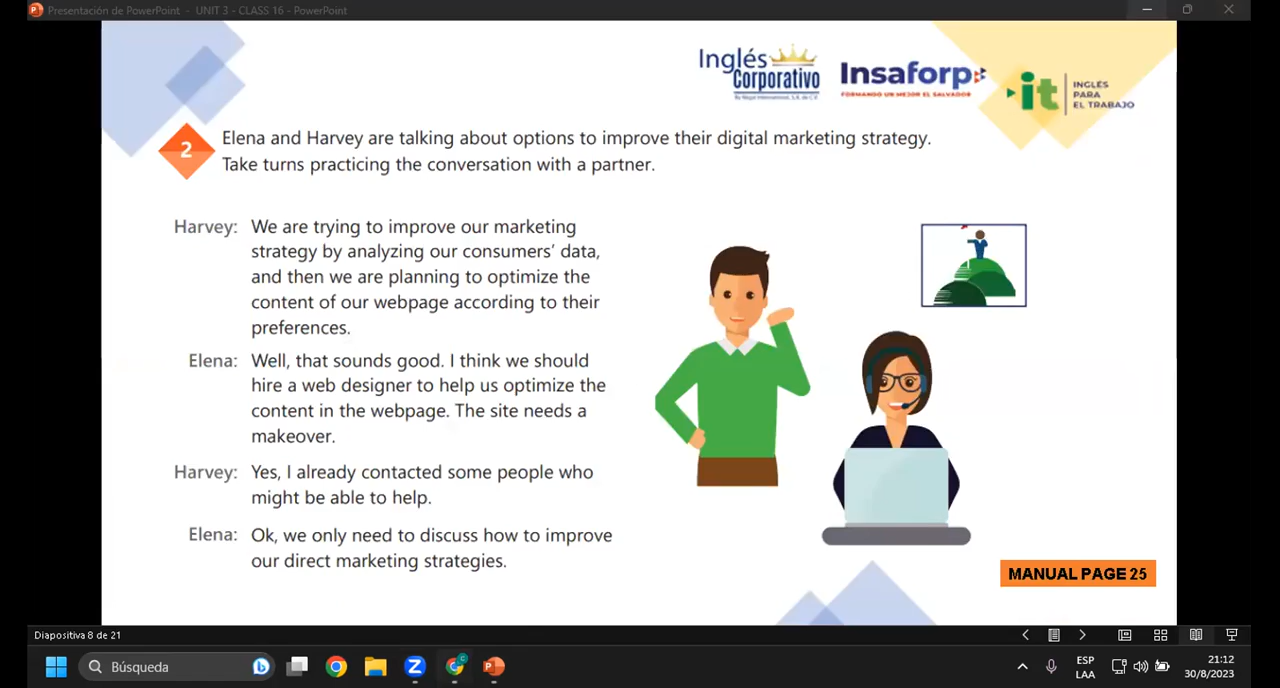 Presentación de PowerPoint - UNIT 3 - CLASS 16 - PowerPoint
Inglés
Corporativo
Insaforp
FORMANDO UN MEJOR EL SALVADOR
it
INGLÉS
PARA
EL TRABAJO
2
Elena and Harvey are talking about options to improve their digital marketing strategy.
Take turns practicing the conversation with a partner.
Harvey: We are trying to improve our marketing
strategy by analyzing our consumers' data,
and then we are planning to optimize the
content of our webpage according to their
preferences.
Elena: Well, that sounds good. I think we should
hire a web designer to help us optimize the
content in the webpage. The site needs a
makeover.
Harvey: Yes, I already contacted some people who
might be able to help.
Elena: Ok, we only need to discuss how to improve
our direct marketing strategies.
MANUAL PAGE 25
Diapositiva 8 de 21
Búsqueda
ESP
LAA
21:12
30/8/2023